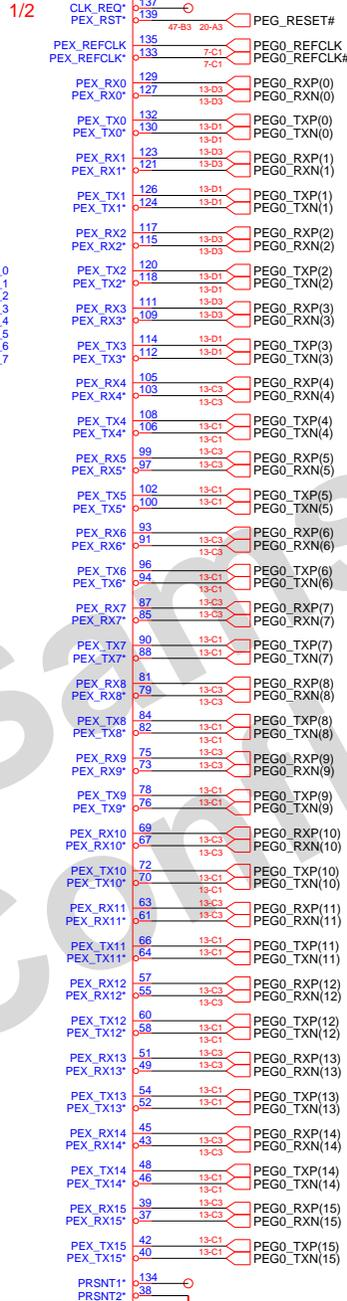 1/2
CLK_REQ* 137
PEX_RST* 139 47-B3 20-A3 PEG_RESET#
PEX_REFCLK 135 PEG0_REFCLK
PEX_REFCLK* 133 7-C1 PEG0_REFCLK#
7-C1
PEX_RX0 129 PEG0_RXP(0)
PEX_RX0* 127 13-D3 PEG0_RXN(0)
13-D3
PEX_TX0 132 PEG0_TXP(0)
PEX_TX0* 130 13-D1 PEG0_TXN(0)
13-D1
PEX_RX1 123 13-D3 PEG0_RXP(1)
PEX_RX1* 121 13-D3 PEG0_RXN(1)
PEX_TX1 126 13-D1 PEG0_TXP(1)
PEX_TX1* 124 13-D1 PEG0_TXN(1)
PEX_RX2 117 PEG0_RXP(2)
PEX_RX2* 115 13-D3 PEG0_RXN(2)
13-D3
PEX_TX2 120 PEG0_TXP(2)
PEX_TX2* 118 13-D1 PEG0_TXN(2)
13-D1
PEX_RX3 111 13-D3 PEG0_RXP(3)
PEX_RX3* 109 13-D3 PEG0_RXN(3)
PEX_TX3 114 13-D1 PEG0_TXP(3)
PEX_TX3* 112 13-D1 PEG0_TXN(3)
PEX_RX4 105 PEG0_RXP(4)
PEX_RX4* 103 13-C3 PEG0_RXN(4)
13-C3
PEX_TX4 108 PEG0_TXP(4)
PEX_TX4* 106 13-C1 PEG0_TXN(4)
13-C1
PEX_RX5 99 13-C3 PEG0_RXP(5)
PEX_RX5* 97 13-C3 PEG0_RXN(5)
PEX_TX5 102 13-C1 PEG0_TXP(5)
PEX_TX5* 100 13-C1 PEG0_TXN(5)
PEX_RX6 93 PEG0_RXP(6)
PEX_RX6* 91 13-C3 PEG0_RXN(6)
13-C3
PEX_TX6 96 PEG0_TXP(6)
PEX_TX6* 94 13-C1 PEG0_TXN(6)
13-C1
PEX_RX7 87 13-C3 PEG0_RXP(7)
PEX_RX7* 85 13-C3 PEG0_RXN(7)
PEX_TX7 90 13-C1 PEG0_TXP(7)
PEX_TX7* 88 13-C1 PEG0_TXN(7)
PEX_RX8 81 PEG0_RXP(8)
PEX_RX8* 79 13-C3 PEG0_RXN(8)
13-C3
PEX_TX8 84 PEG0_TXP(8)
PEX_TX8* 82 13-C1 PEG0_TXN(8)
13-C1
PEX_RX9 75 13-C3 PEG0_RXP(9)
PEX_RX9* 73 13-C3 PEG0_RXN(9)
PEX_TX9 78 13-C1 PEG0_TXP(9)
PEX_TX9* 76 13-C1 PEG0_TXN(9)
PEX_RX10 69 PEG0_RXP(10)
PEX_RX10* 67 13-C3 PEG0_RXN(10)
13-C3
PEX_TX10 72 PEG0_TXP(10)
PEX_TX10* 70 13-C1 PEG0_TXN(10)
13-C1
PEX_RX11 63 13-C3 PEG0_RXP(11)
PEX_RX11* 61 13-C3 PEG0_RXN(11)
PEX_TX11 66 13-C1 PEG0_TXP(11)
PEX_TX11* 64 13-C1 PEG0_TXN(11)
PEX_RX12 57 PEG0_RXP(12)
PEX_RX12* 55 13-C3 PEG0_RXN(12)
13-C3
PEX_TX12 60 PEG0_TXP(12)
PEX_TX12* 58 13-C1 PEG0_TXN(12)
13-C1
PEX_RX13 51 13-C3 PEG0_RXP(13)
PEX_RX13* 49 13-C3 PEG0_RXN(13)
PEX_TX13 54 13-C1 PEG0_TXP(13)
PEX_TX13* 52 13-C1 PEG0_TXN(13)
PEX_RX14 45 PEG0_RXP(14)
PEX_RX14* 43 13-C3 PEG0_RXN(14)
13-C3
PEX_TX14 48 PEG0_TXP(14)
PEX_TX14* 46 13-C1 PEG0_TXN(14)
13-C1
PEX_RX15 39 13-C3 PEG0_RXP(15)
PEX_RX15* 37 13-C3 PEG0_RXN(15)
PEX_TX15 42 13-C1 PEG0_TXP(15)
PEX_TX15* 40 13-C1 PEG0_TXN(15)
PRSNT1* 134
PRSNT2* 38